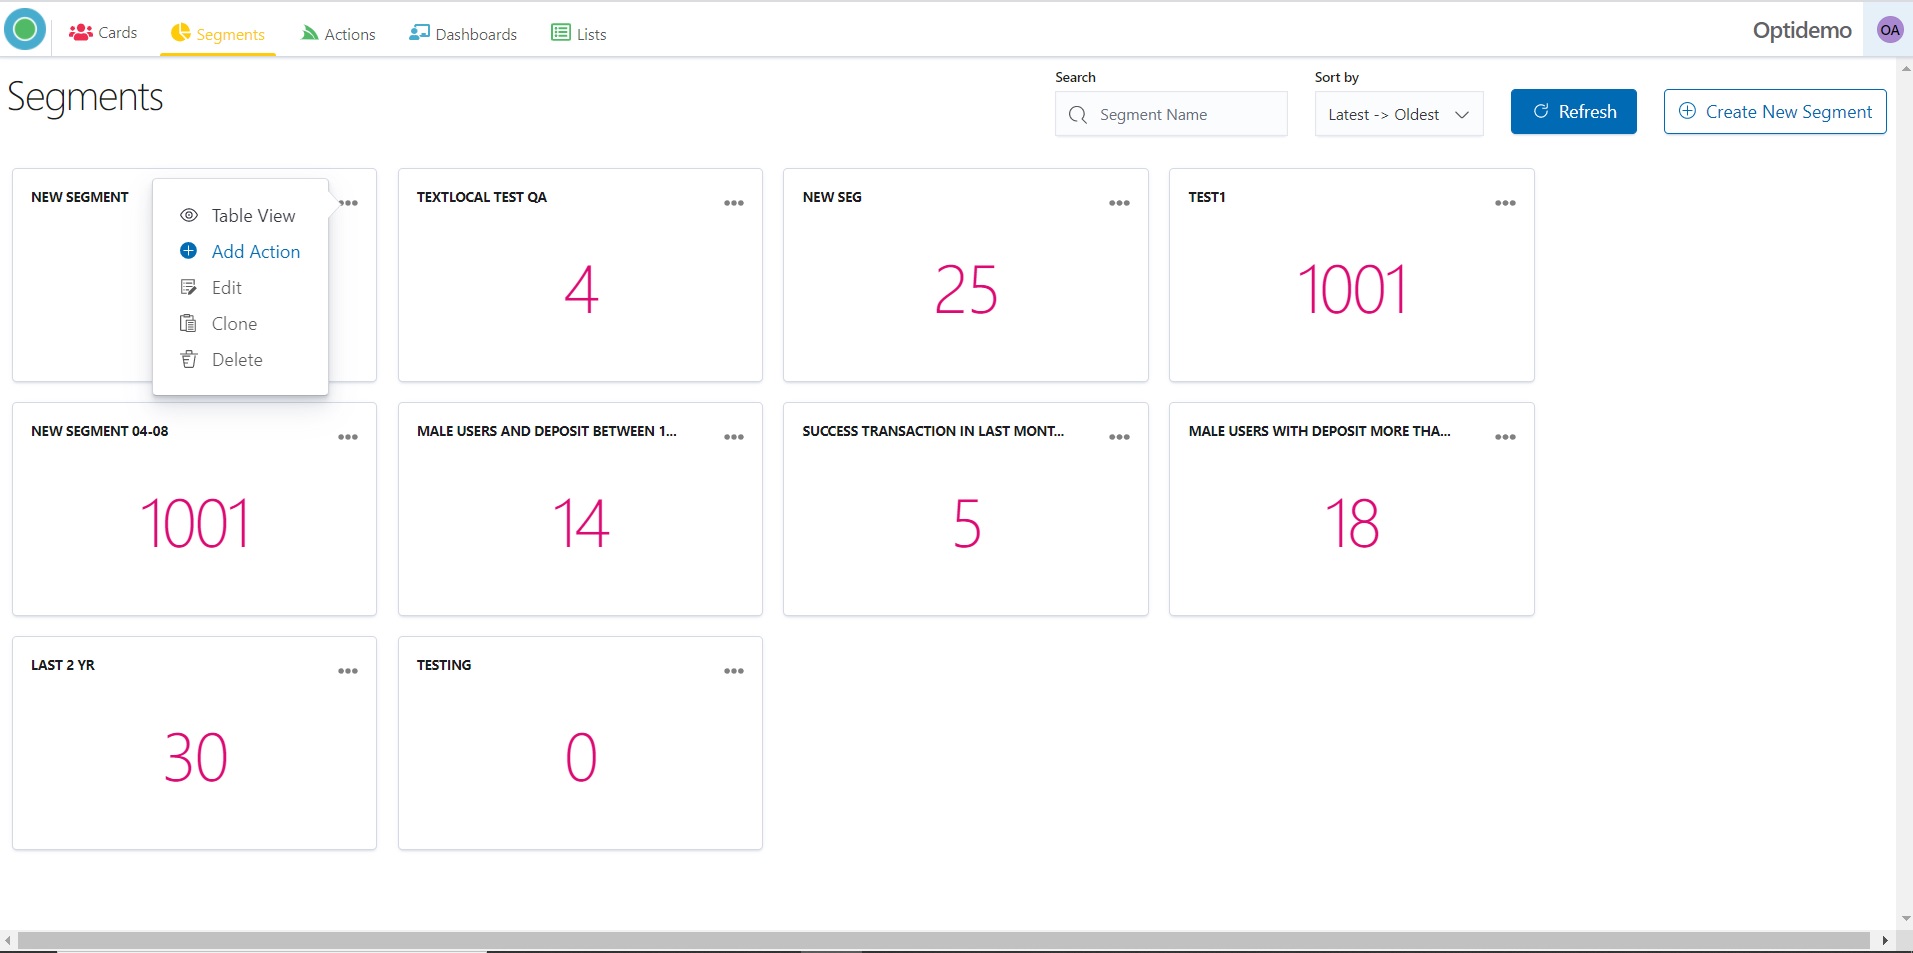 Cards
Segments
Actions
Dashboards
Lists
Optidemo
OA
Segments
Search
Segment Name
Sort by
Latest -> Oldest
Refresh
Create New Segment
NEW SEGMENT
Table View
Add Action
Edit
Clone
Delete
TEXTLOCAL TEST QA
4
NEW SEG
25
TEST1
1001
NEW SEGMENT 04-08
1001
MALE USERS AND DEPOSIT BETWEEN 1...
14
SUCCESS TRANSACTION IN LAST MONT...
5
MALE USERS WITH DEPOSIT MORE THA...
18
LAST 2 YR
30
TESTING
0